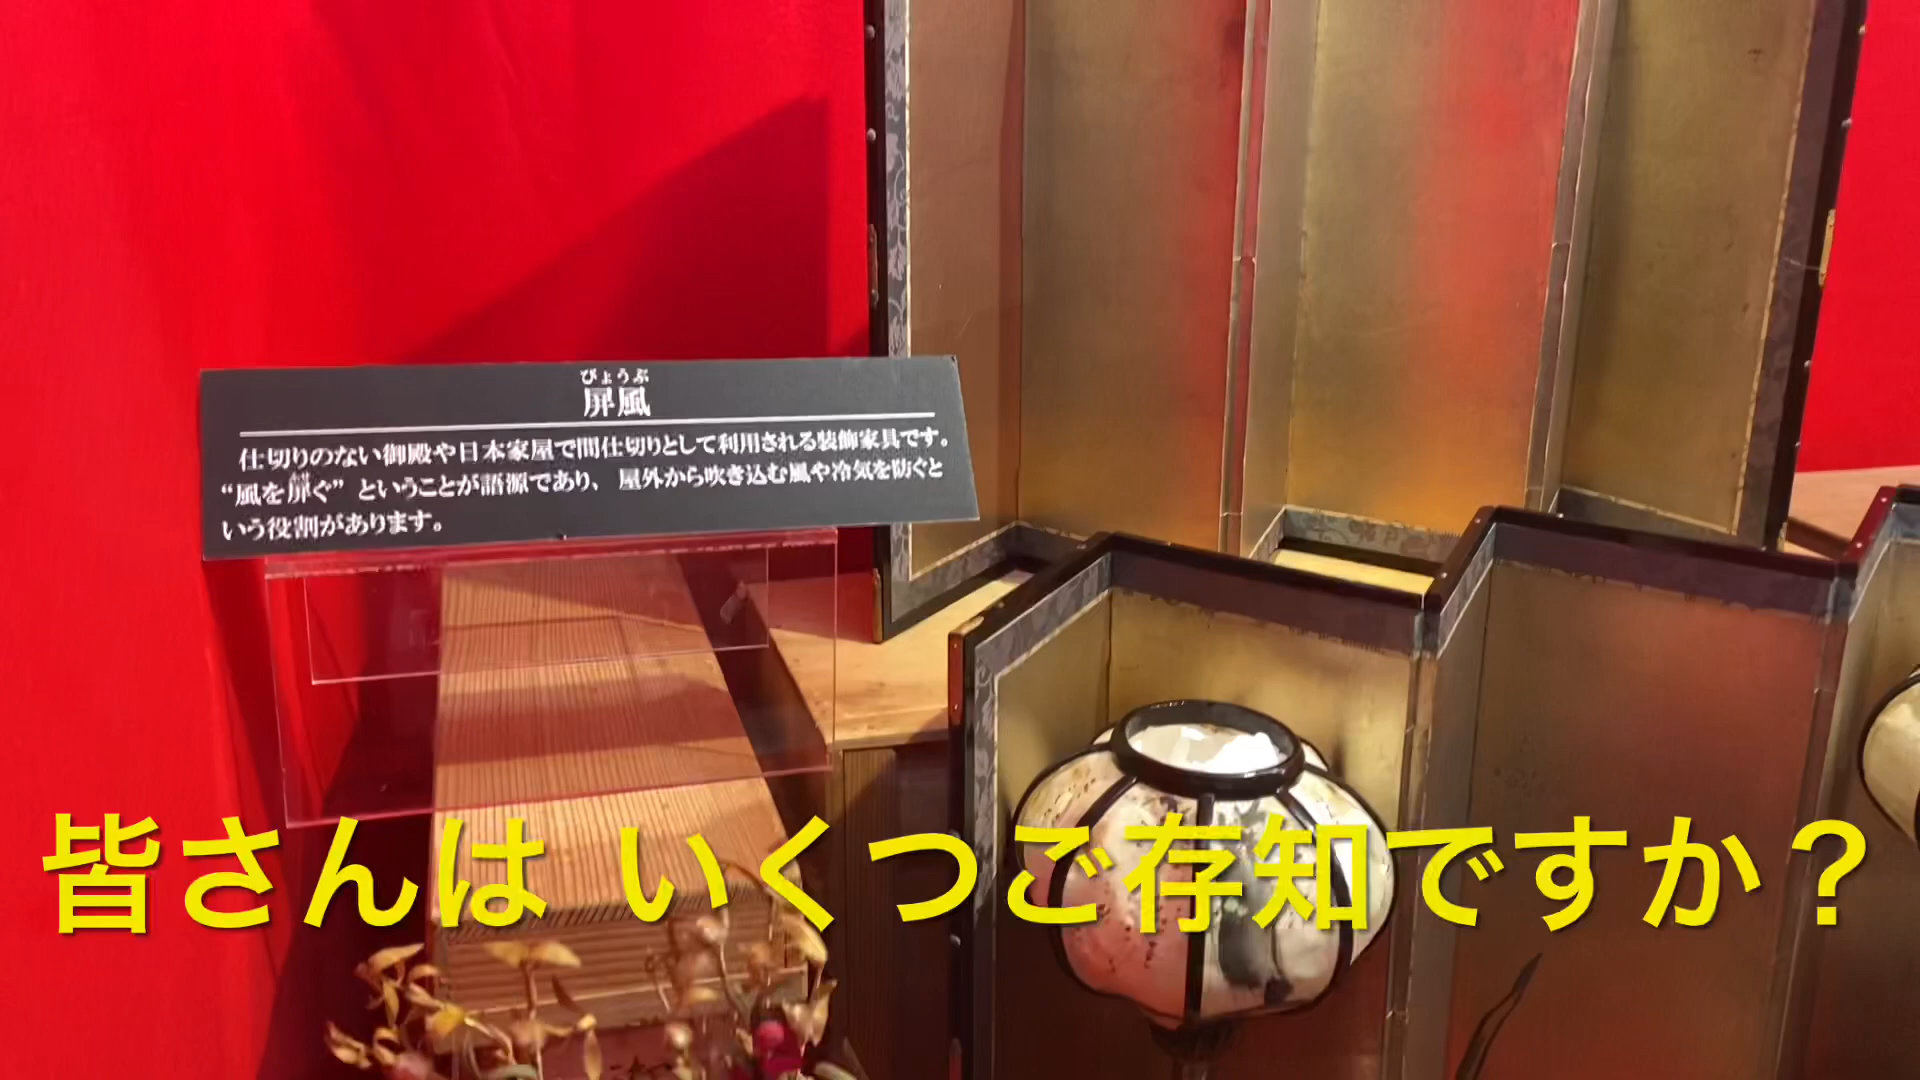 びょうぶ
屏風
仕切りのない御殿や日本家屋で間仕切りとして利用される装飾家具です。
“風を屏ぐ” ということが語源であり、屋外から吹き込む風や冷気を防ぐと
いう役割があります。
皆さんは いくつご存知ですか？